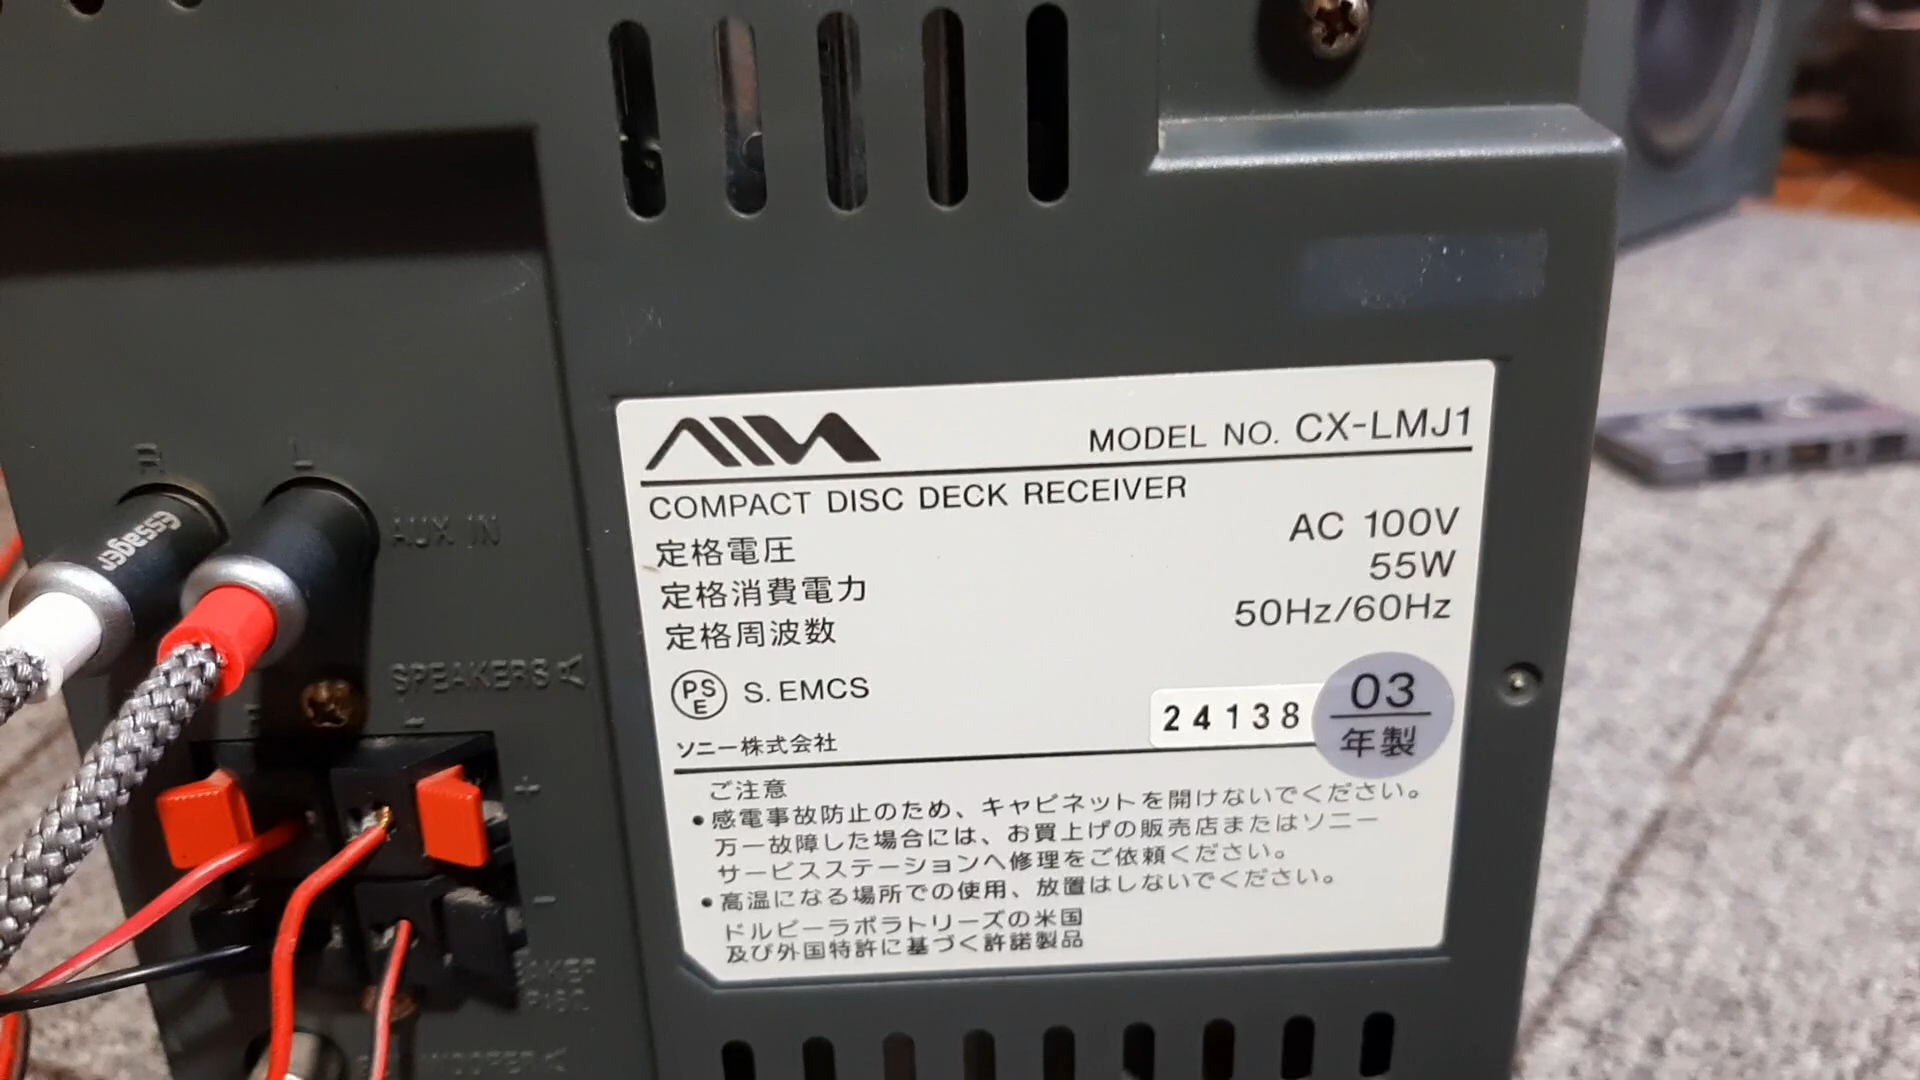 AIWA
MODEL NO. CX-LMJ1
COMPACT DISC DECK RECEIVER
定格電圧 AC 100V
定格消費電力 55W
定格周波数 50Hz/60Hz
PSE S. EMCS
24138
03
年製
ソニー株式会社
ご注意
•感電事故防止のため、キャビネットを開けないでください。
万一故障した場合には、お買上げの販売店またはソニー
サービスステーションへ修理をご依頼ください。
•高温になる場所での使用、放置はしないでください。
ドルビーラボラトリーズの米国
及び外国特許に基づく許諾製品
R L
AUX IN
Essager
SPEAKERS
+
−